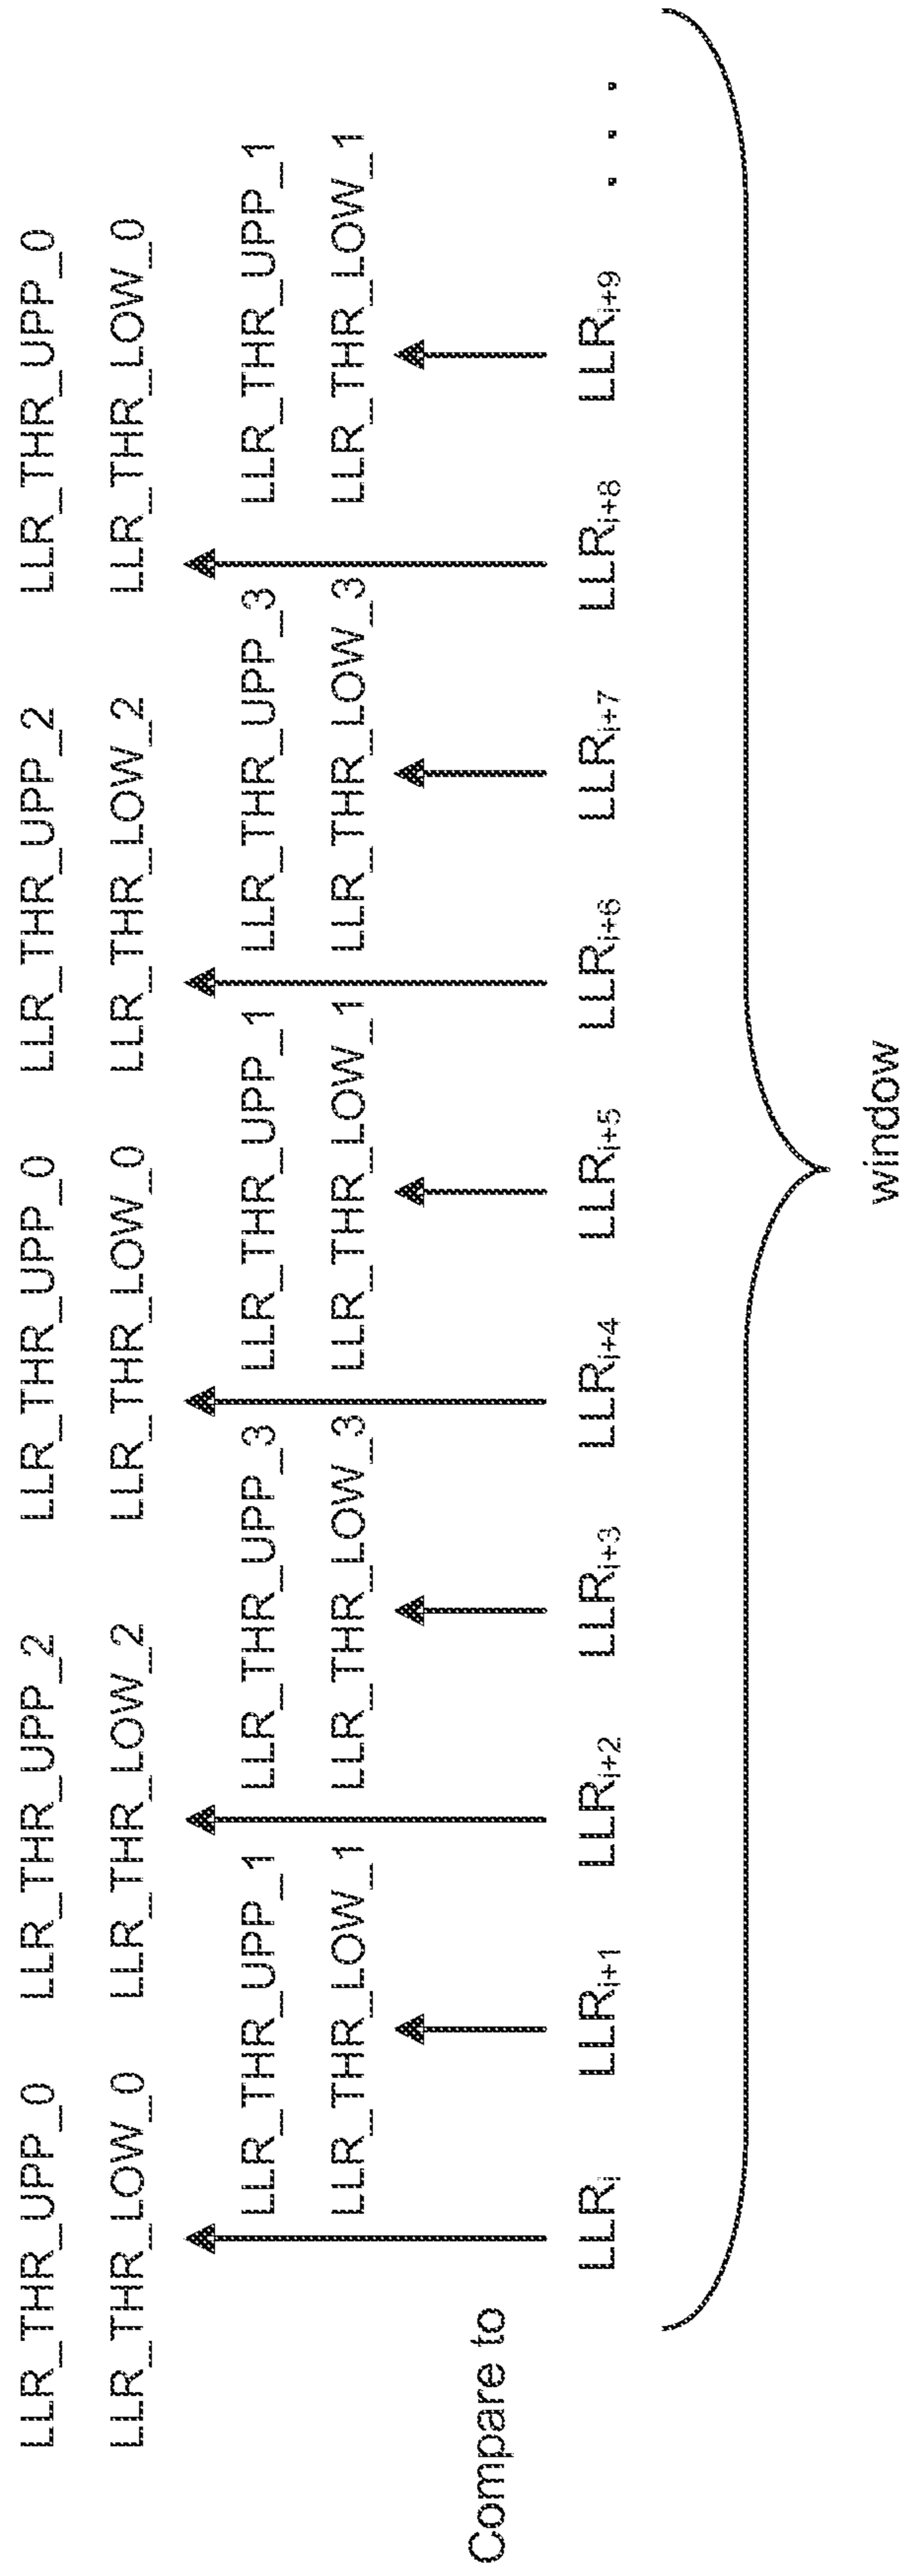 LLR_THR_UPP_0 LLR_THR_UPP_2 LLR_THR_UPP_0 LLR_THR_UPP_2 LLR_THR_UPP_0
LLR_THR_LOW_0 LLR_THR_LOW_2 LLR_THR_LOW_0 LLR_THR_LOW_2 LLR_THR_LOW_0
LLR_THR_UPP_1 LLR_THR_UPP_3 LLR_THR_UPP_1 LLR_THR_UPP_3 LLR_THR_UPP_1
LLR_THR_LOW_1 LLR_THR_LOW_3 LLR_THR_LOW_1 LLR_THR_LOW_3 LLR_THR_LOW_1
Compare to
LLRi LLRi+1 LLRi+2 LLRi+3 LLRi+4 LLRi+5 LLRi+6 LLRi+7 LLRi+8 LLRi+9 . . .
window